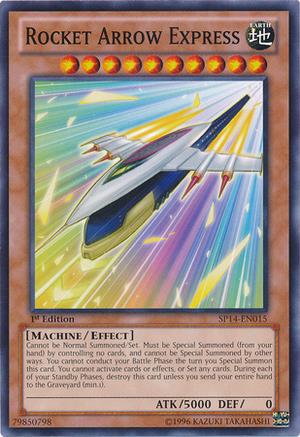 ROCKET ARROW EXPRESS
EARTH
地
1st Edition
SP14-EN015
[MACHINE/EFFECT]
Cannot be Normal Summoned/Set. Must be Special Summoned (from your
hand) by controlling no cards, and cannot be Special Summoned by other
ways. You cannot conduct your Battle Phase the turn you Special Summon
this card. You cannot activate cards or effects, or Set any cards. During each
of your Standby Phases, destroy this card unless you send your entire hand
to the Graveyard (min.1).
ATK/5000 DEF/ 0
79850798
©1996 KAZUKI TAKAHASHI